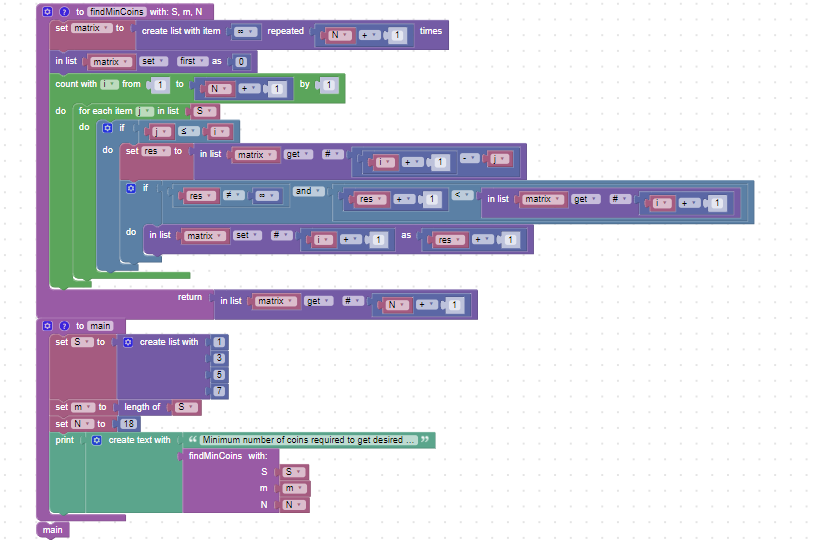 ? to findMinCoins with: S, m, N
set matrix to create list with item ∞ repeated N + 1 times
in list matrix set first as 0
count with i from 1 to N + 1 by 1
do for each item j in list S
do if j ≤ i
do set res to in list matrix get # i + 1 - j
if res ≠ ∞ and res + 1 < in list matrix get # i + 1
do in list matrix set # i + 1 as res + 1
return in list matrix get # N + 1
? to main
set S to create list with 1
3
5
7
set m to length of S
set N to 18
print create text with “ Minimum number of coins required to get desired ... ”
findMinCoins with:
S S
m m
N N
main